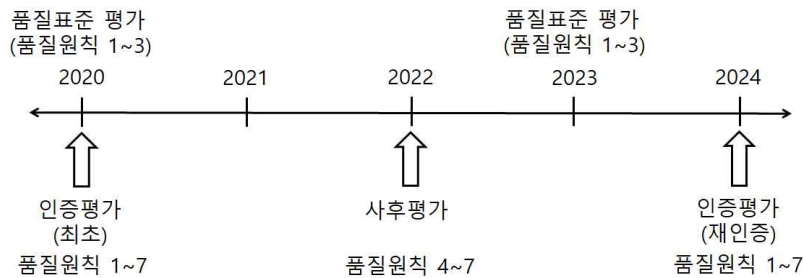 품질표준 평가
(품질원칙 1~3)
품질표준 평가
(품질원칙 1~3)
2020
2021
2022
2023
2024
인증평가
(최초)
품질원칙 1~7
사후평가
품질원칙 4~7
인증평가
(재인증)
품질원칙 1~7